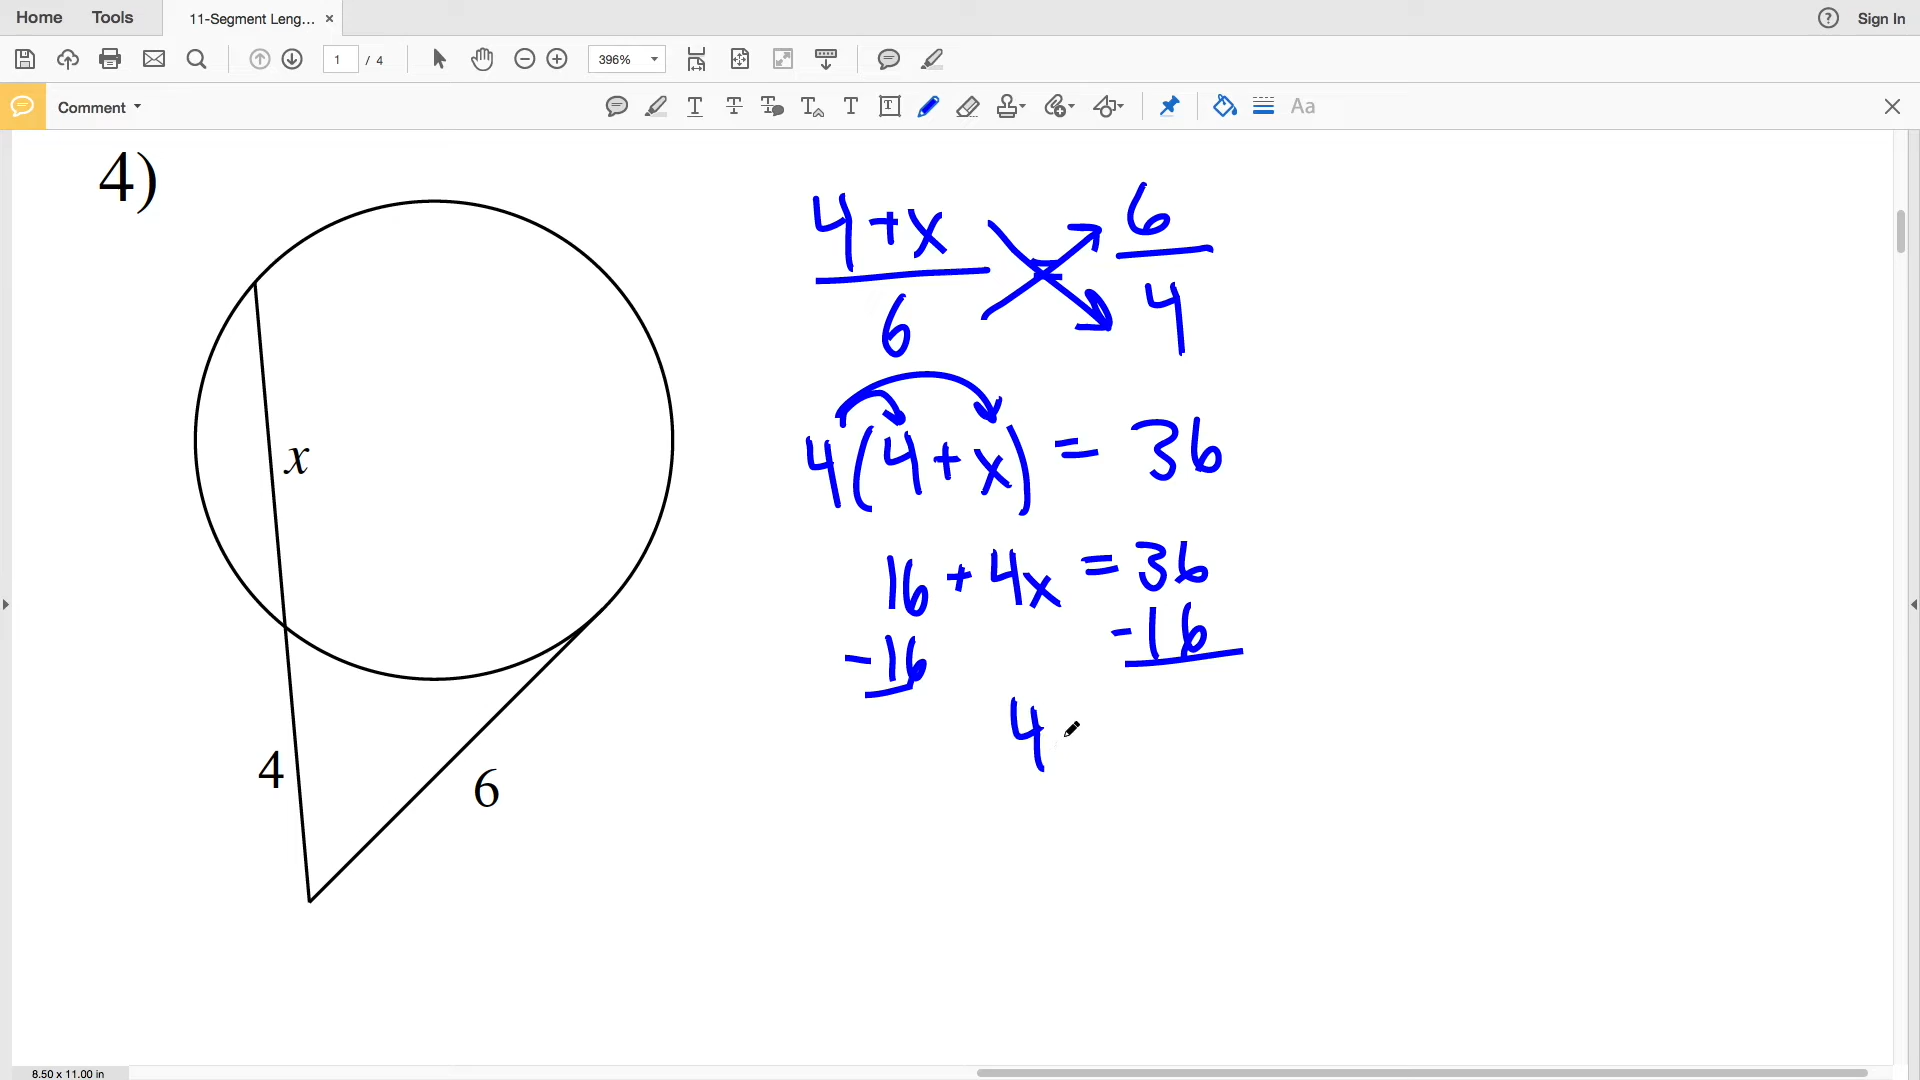 Home Tools 11-Segment Leng... × ? Sign In
1 / 4 396%
Comment Aa
4)
4+x 6
=
6 4
4(4+x) = 36
x
16 + 4x = 36
-16 -16
4
4
6
8.50 x 11.00 in